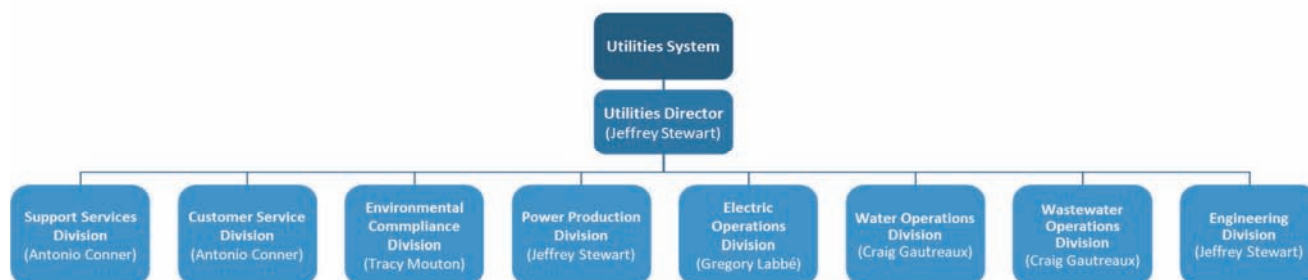 Utilities System
Utilities Director
(Jeffrey Stewart)
Support Services
Division
(Antonio Conner)
Customer Service
Division
(Antonio Conner)
Environmental
Commpliance
Division
(Tracy Mouton)
Power Production
Division
(Jeffrey Stewart)
Electric
Operations
Division
(Gregory Labbé)
Water Operations
Division
(Craig Gautreaux)
Wastewater
Operations
Division
(Craig Gautreaux)
Engineering
Division
(Jeffrey Stewart)